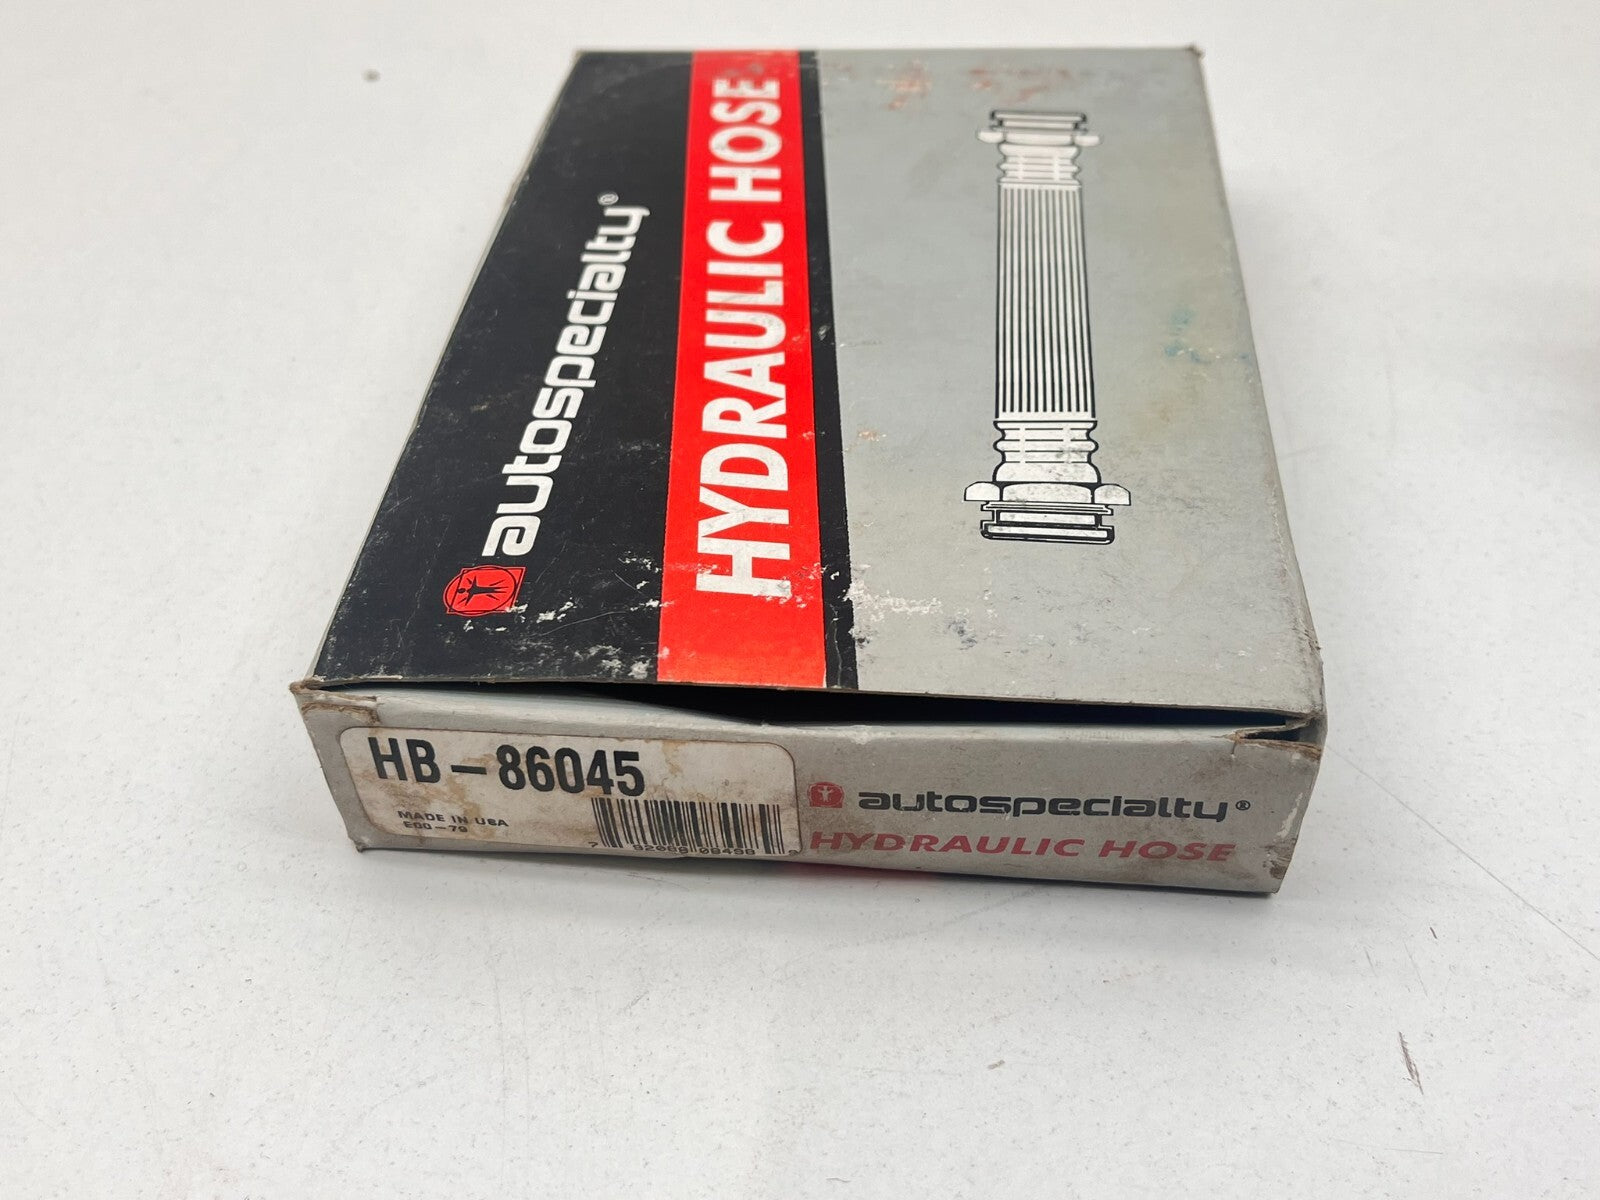 autospecialty®
HYDRAULIC HOSE
HB-86045
MADE IN USA
autospecialty®
HYDRAULIC HOSE